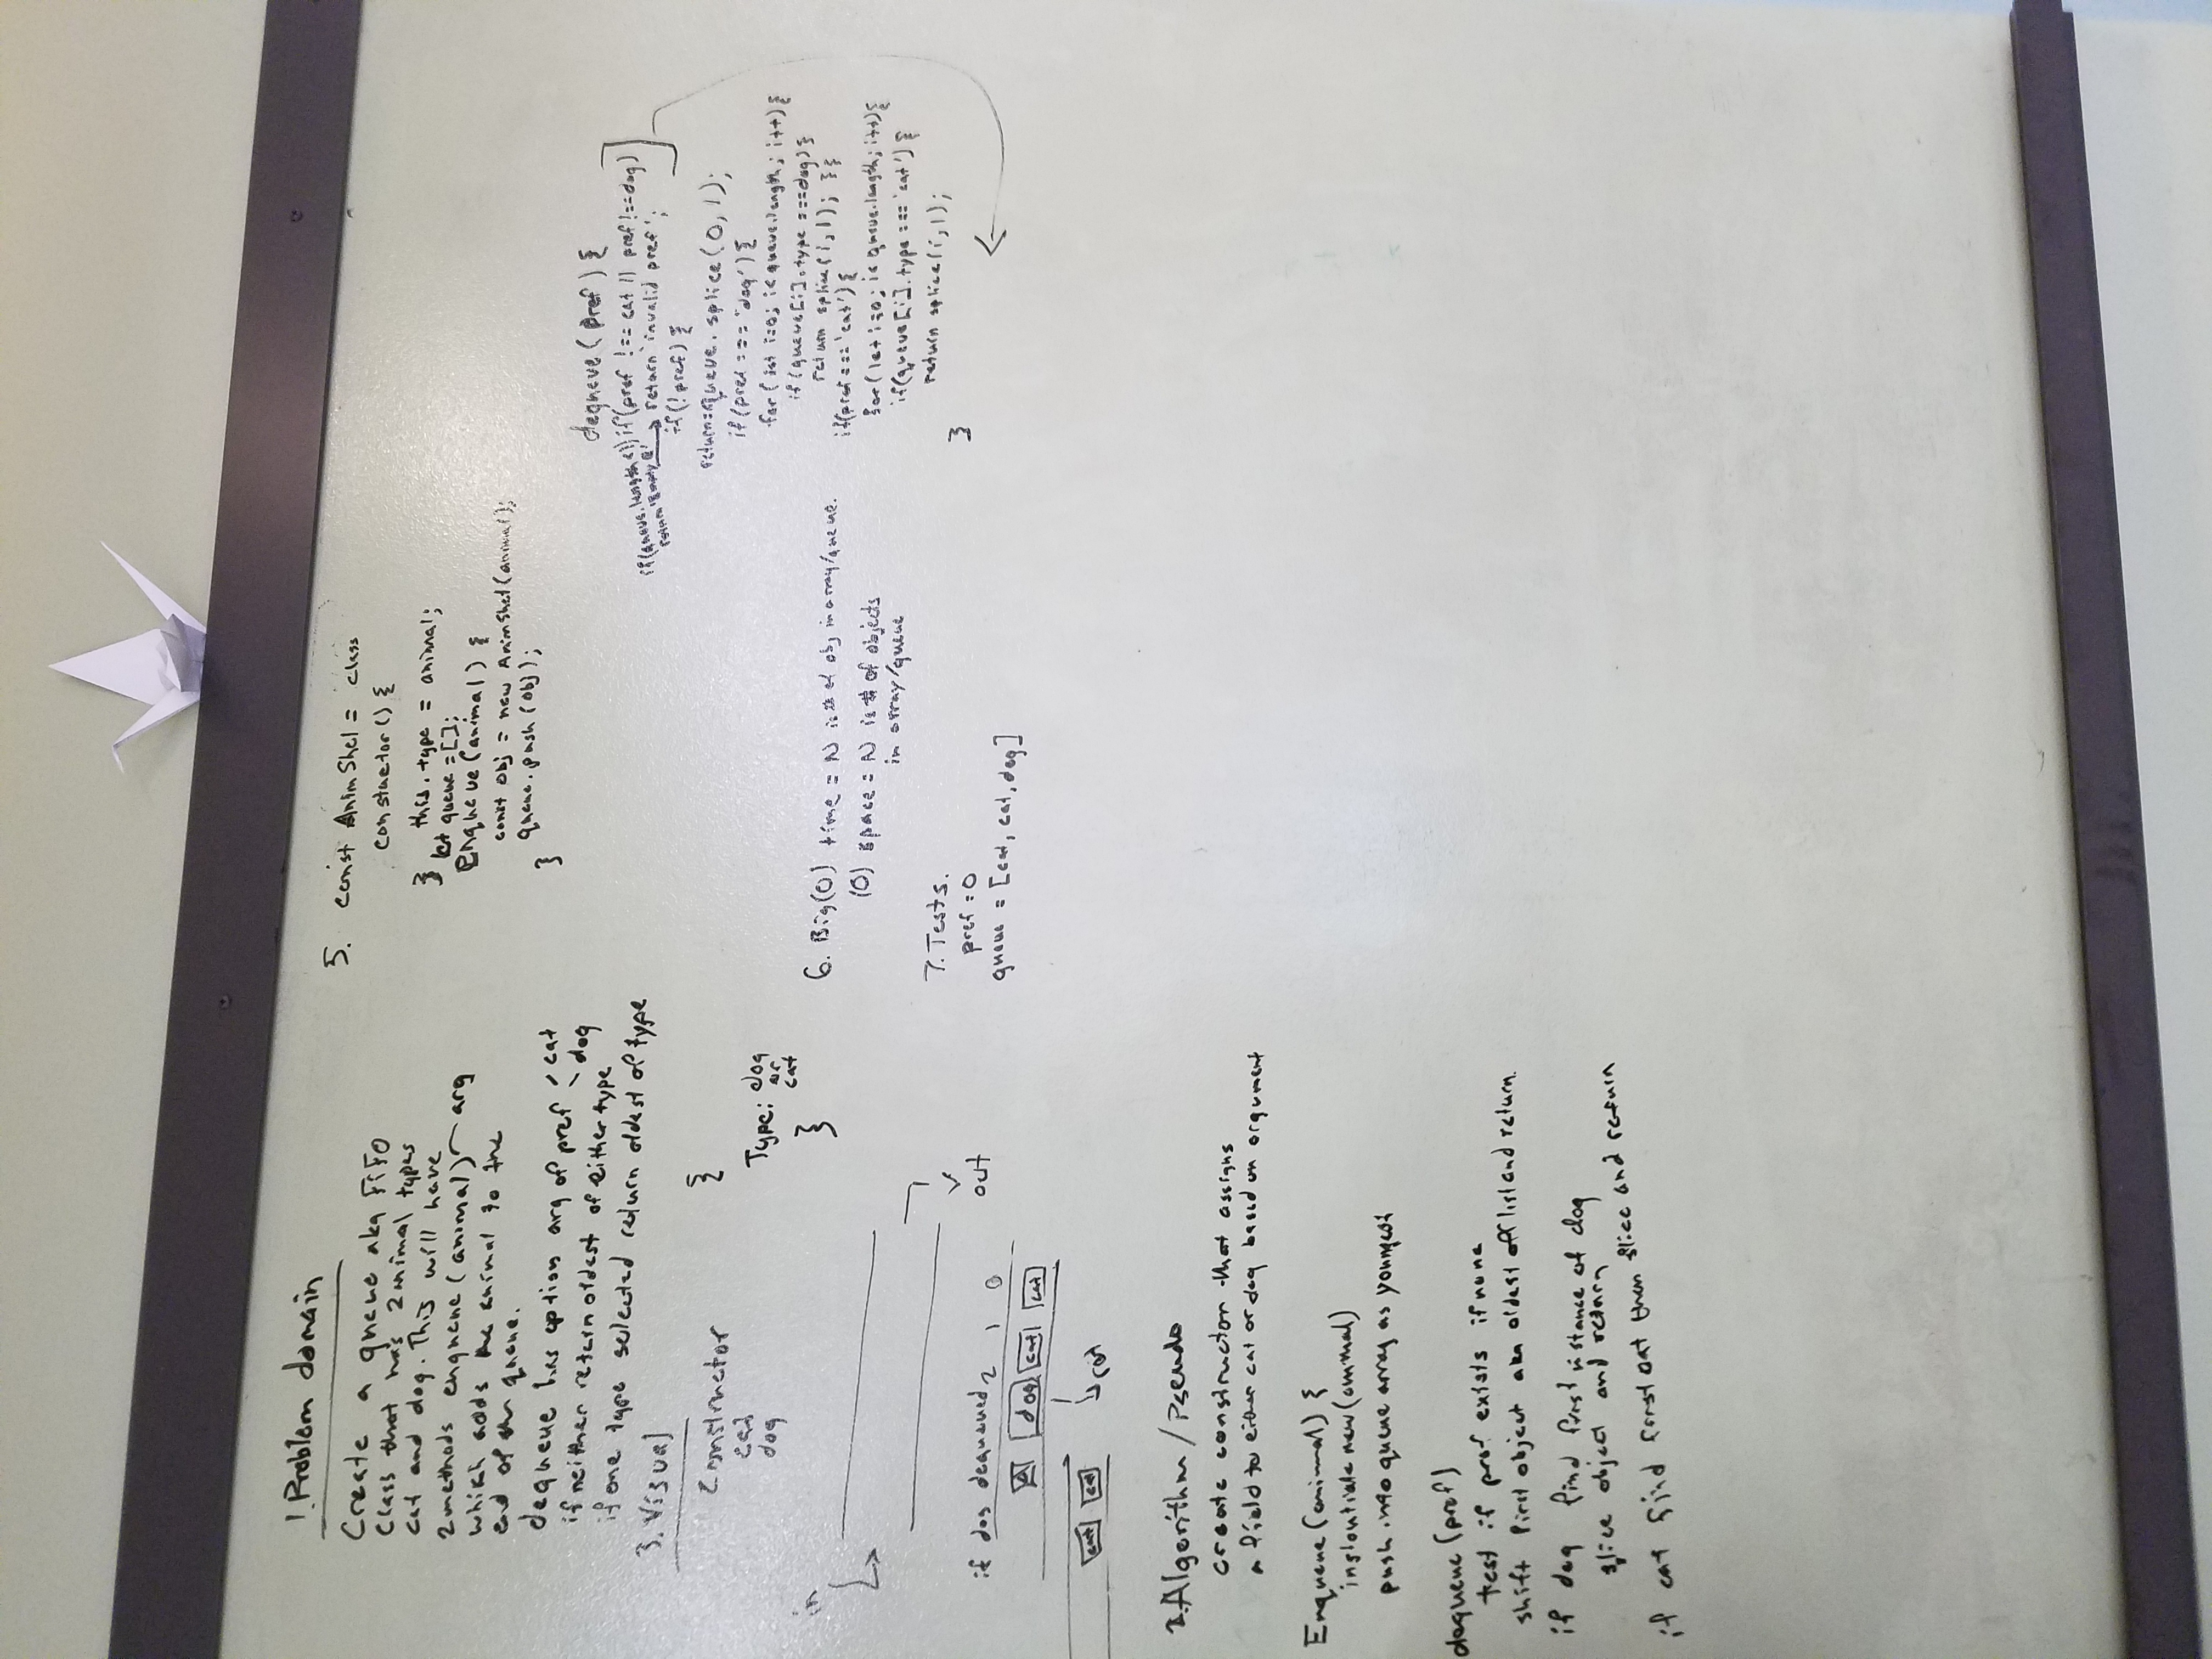 1. Problem domain
Create a queue aka FiFO
Class that has 2 animal types
cat and dog. This will have
2 methods enqueue (animal) arg
which adds the animal to the
end of the queue.
dequeue has option arg of pref cat
dog
if neither return oldest of either type
if one type selected return oldest of type
3. Visual
Constructor
cat
dog
{
Type: dog
or
cat
}
in
out
if dog dequeued 2 1 0
dog cat cat
cat cat
2. Algorithm / Pseudo
create constructor that assigns
a field to either cat or dog based on argument
Enqueue (animal) {
instantiate new (animal)
push into queue array as youngest
dequeue (pref)
test if pref exists if none
shift first object aka oldest off list and return.
if dog find first instance of dog
slice object and return
if cat find first cat then slice and return
5. const AnimShel = class
constuctor() {
this.type = animal;
}
let queue = [];
Enqueue (animal) {
const obj = new AnimShel (animal);
queue.push (obj);
}
dequeue ( pref ) {
if(pref !== cat || pref !== dog)
return 'invalid pref';
if(queue.length
return
if(!pref) {
return queue. splice (0, 1);
if(pref === 'dog') {
for ( let i=0; i< queue.length; i++) {
if (queue[i].type === dog) {
return splice (i, 1); }}
if(pref === 'cat') {
for ( let i=0; i< queue.length; i++) {
if(queue[i].type === 'cat') {
return splice (i, 1);
}
6. Big (O) time = N is # of obj in array/queue.
(O) space = N is # of objects
in array/queue
7. Tests.
pref = 0
queue = [cat, cat, dog]